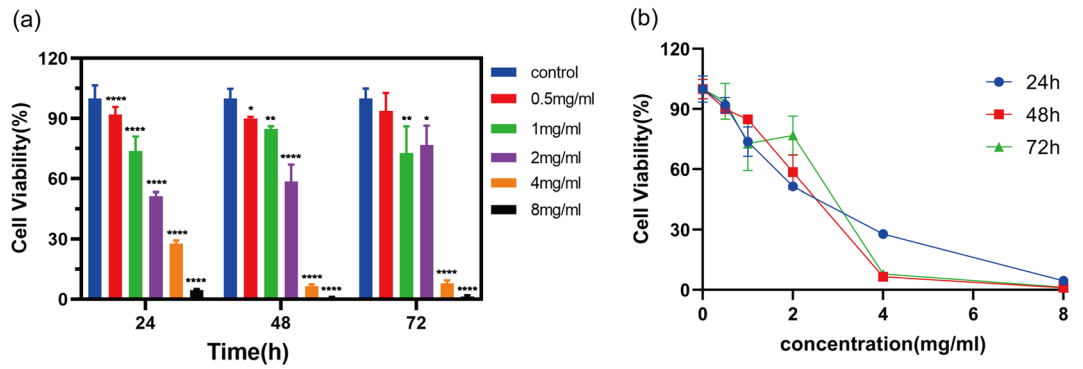 (a)
Cell Viability(%)
120
90
60
30
0
**** **** **** **** ****
* ** **** **** ****
** * **** ****
24 48 72
Time(h)
control
0.5mg/ml
1mg/ml
2mg/ml
4mg/ml
8mg/ml
(b)
Cell Viability(%)
120
90
60
30
0
0 2 4 6 8
concentration(mg/ml)
24h
48h
72h